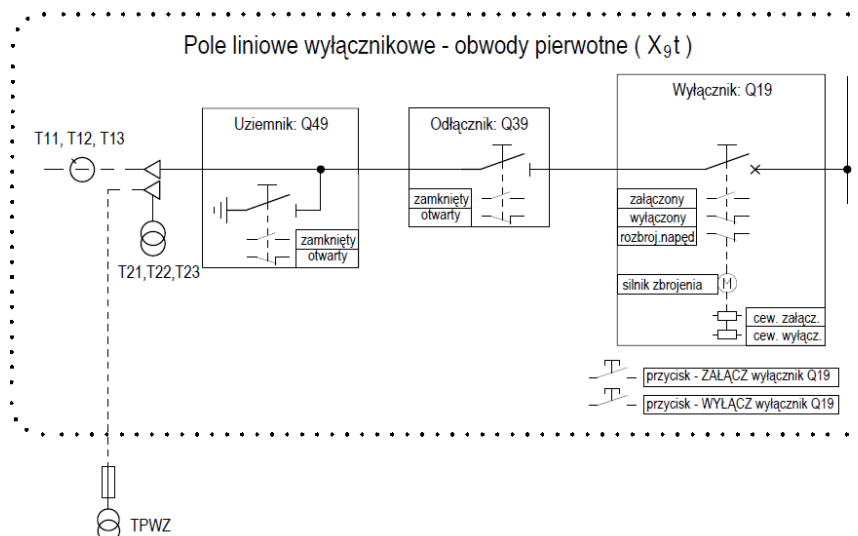 Pole liniowe wyłącznikowe - obwody pierwotne ( X₉t )
Wyłącznik: Q19
Uziemnik: Q49
Odłącznik: Q39
T11, T12, T13
zamknięty
otwarty
załączony
wyłączony
rozbroj.napęd.
zamknięty
otwarty
T21,T22,T23
silnik zbrojenia
M
cew. załącz.
cew. wyłącz.
przycisk - ZAŁĄCZ wyłącznik Q19
przycisk - WYŁĄCZ wyłącznik Q19
TPWZ